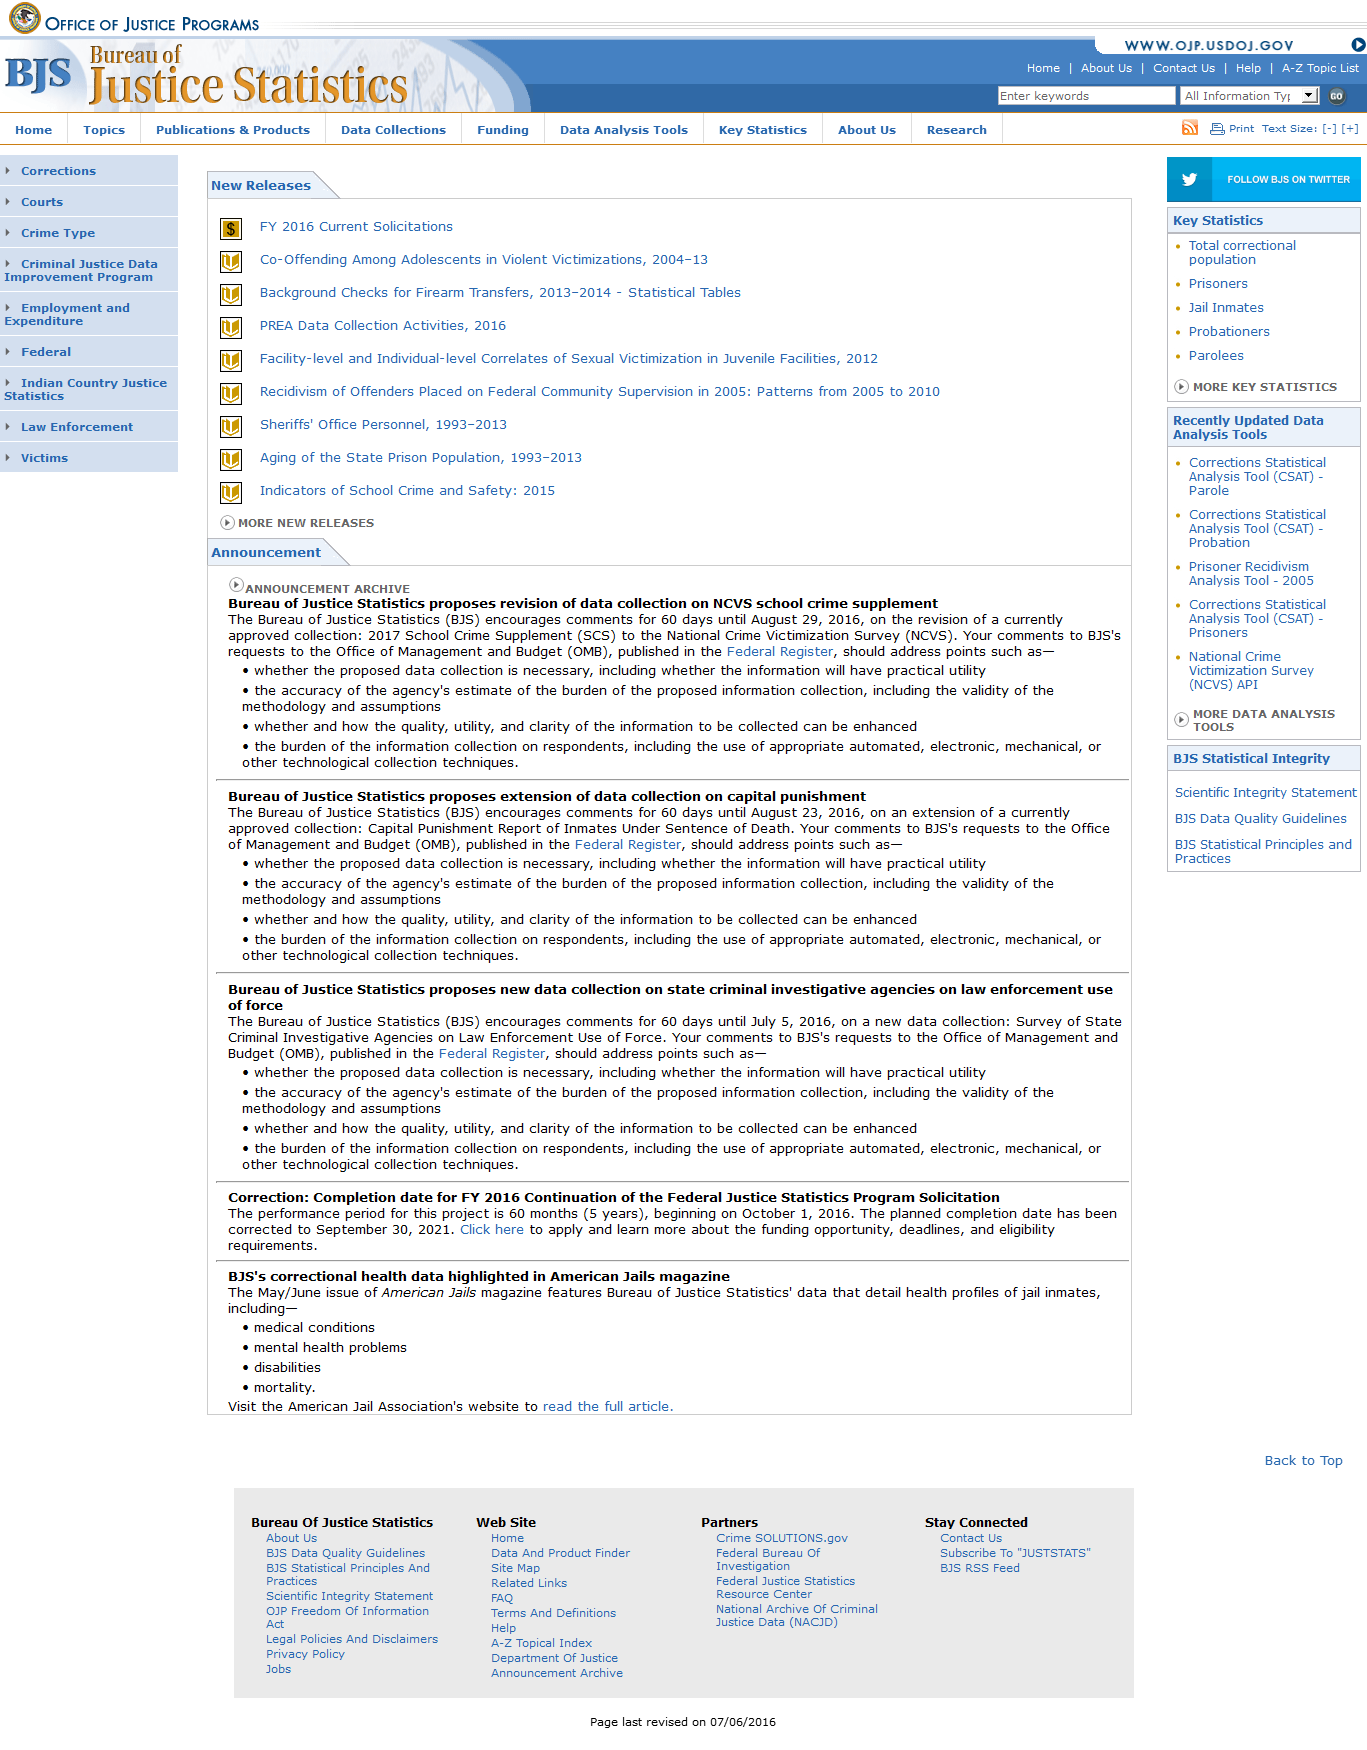 OFFICE OF JUSTICE PROGRAMS
WWW.OJP.USDOJ.GOV
BJS Bureau of Justice Statistics
Home | About Us | Contact Us | Help | A-Z Topic List
Enter keywords All Information Typ GO
Home Topics Publications & Products Data Collections Funding Data Analysis Tools Key Statistics About Us Research
Print Text Size: [-] [+]
Corrections
Courts
Crime Type
Criminal Justice Data
Improvement Program
Employment and
Expenditure
Federal
Indian Country Justice
Statistics
Law Enforcement
Victims
New Releases
$ FY 2016 Current Solicitations
Co-Offending Among Adolescents in Violent Victimizations, 2004–13
Background Checks for Firearm Transfers, 2013–2014 - Statistical Tables
PREA Data Collection Activities, 2016
Facility-level and Individual-level Correlates of Sexual Victimization in Juvenile Facilities, 2012
Recidivism of Offenders Placed on Federal Community Supervision in 2005: Patterns from 2005 to 2010
Sheriffs' Office Personnel, 1993–2013
Aging of the State Prison Population, 1993–2013
Indicators of School Crime and Safety: 2015
MORE NEW RELEASES
Announcement
ANNOUNCEMENT ARCHIVE
Bureau of Justice Statistics proposes revision of data collection on NCVS school crime supplement
The Bureau of Justice Statistics (BJS) encourages comments for 60 days until August 29, 2016, on the revision of a currently
approved collection: 2017 School Crime Supplement (SCS) to the National Crime Victimization Survey (NCVS). Your comments to BJS's
requests to the Office of Management and Budget (OMB), published in the Federal Register, should address points such as—
• whether the proposed data collection is necessary, including whether the information will have practical utility
• the accuracy of the agency's estimate of the burden of the proposed information collection, including the validity of the
methodology and assumptions
• whether and how the quality, utility, and clarity of the information to be collected can be enhanced
• the burden of the information collection on respondents, including the use of appropriate automated, electronic, mechanical, or
other technological collection techniques.
Bureau of Justice Statistics proposes extension of data collection on capital punishment
The Bureau of Justice Statistics (BJS) encourages comments for 60 days until August 23, 2016, on an extension of a currently
approved collection: Capital Punishment Report of Inmates Under Sentence of Death. Your comments to BJS's requests to the Office
of Management and Budget (OMB), published in the Federal Register, should address points such as—
• whether the proposed data collection is necessary, including whether the information will have practical utility
• the accuracy of the agency's estimate of the burden of the proposed information collection, including the validity of the
methodology and assumptions
• whether and how the quality, utility, and clarity of the information to be collected can be enhanced
• the burden of the information collection on respondents, including the use of appropriate automated, electronic, mechanical, or
other technological collection techniques.
Bureau of Justice Statistics proposes new data collection on state criminal investigative agencies on law enforcement use
of force
The Bureau of Justice Statistics (BJS) encourages comments for 60 days until July 5, 2016, on a new data collection: Survey of State
Criminal Investigative Agencies on Law Enforcement Use of Force. Your comments to BJS's requests to the Office of Management and
Budget (OMB), published in the Federal Register, should address points such as—
• whether the proposed data collection is necessary, including whether the information will have practical utility
• the accuracy of the agency's estimate of the burden of the proposed information collection, including the validity of the
methodology and assumptions
• whether and how the quality, utility, and clarity of the information to be collected can be enhanced
• the burden of the information collection on respondents, including the use of appropriate automated, electronic, mechanical, or
other technological collection techniques.
Correction: Completion date for FY 2016 Continuation of the Federal Justice Statistics Program Solicitation
The performance period for this project is 60 months (5 years), beginning on October 1, 2016. The planned completion date has been
corrected to September 30, 2021. Click here to apply and learn more about the funding opportunity, deadlines, and eligibility
requirements.
BJS's correctional health data highlighted in American Jails magazine
The May/June issue of American Jails magazine features Bureau of Justice Statistics' data that detail health profiles of jail inmates,
including—
• medical conditions
• mental health problems
• disabilities
• mortality.
Visit the American Jail Association's website to read the full article.
FOLLOW BJS ON TWITTER
Key Statistics
Total correctional
population
Prisoners
Jail Inmates
Probationers
Parolees
MORE KEY STATISTICS
Recently Updated Data
Analysis Tools
Corrections Statistical
Analysis Tool (CSAT) -
Parole
Corrections Statistical
Analysis Tool (CSAT) -
Probation
Prisoner Recidivism
Analysis Tool - 2005
Corrections Statistical
Analysis Tool (CSAT) -
Prisoners
National Crime
Victimization Survey
(NCVS) API
MORE DATA ANALYSIS
TOOLS
BJS Statistical Integrity
Scientific Integrity Statement
BJS Data Quality Guidelines
BJS Statistical Principles and
Practices
Back to Top
Bureau Of Justice Statistics
About Us
BJS Data Quality Guidelines
BJS Statistical Principles And
Practices
Scientific Integrity Statement
OJP Freedom Of Information
Act
Legal Policies And Disclaimers
Privacy Policy
Jobs
Web Site
Home
Data And Product Finder
Site Map
Related Links
FAQ
Terms And Definitions
Help
A-Z Topical Index
Department Of Justice
Announcement Archive
Partners
Crime SOLUTIONS.gov
Federal Bureau Of
Investigation
Federal Justice Statistics
Resource Center
National Archive Of Criminal
Justice Data (NACJD)
Stay Connected
Contact Us
Subscribe To "JUSTSTATS"
BJS RSS Feed
Page last revised on 07/06/2016